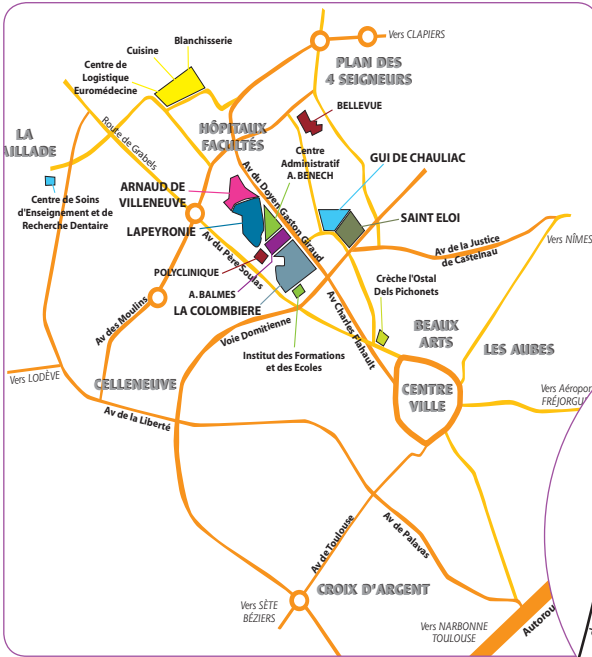 Vers CLAPIERS
Blanchisserie
Cuisine
Centre de
Logistique
Euromédecine
PLAN DES
4 SEIGNEURS
BELLEVUE
Route de Grabels
HÔPITAUX
FACULTÉS
LA
AILLADE
Centre
Administratif
A. BENECH
GUI DE CHAULIAC
ARNAUD DE
VILLENEUVE
Av du Doyen Gaston Giraud
Centre de Soins
d'Enseignement et de
Recherche Dentaire
LAPEYRONIE
SAINT ELOI
Av du Père Soulas
Av de la Justice
de Castelnau
Vers NÎMES
POLYCLINIQUE
A. BALMES
LA COLOMBIERE
Crèche l'Ostal
Dels Pichonets
Av des Moulins
Voie Domitienne
Av Charles Flahault
BEAUX
ARTS
LES AUBES
Institut des Formations
et des Ecoles
Vers LODÈVE
CELLENEUVE
CENTRE
VILLE
Vers Aéropor
FRÉJORGU
Av de la Liberté
Av de Toulouse
Av de Palavas
CROIX D'ARGENT
Vers SÈTE
BÉZIERS
Vers NARBONNE
TOULOUSE
Autorou